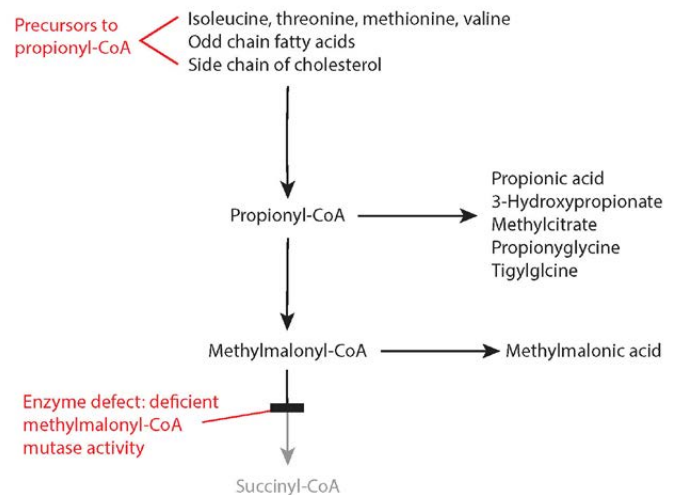 Precursors to
propionyl-CoA
Isoleucine, threonine, methionine, valine
Odd chain fatty acids
Side chain of cholesterol
Propionyl-CoA
Propionic acid
3-Hydroxypropionate
Methylcitrate
Propionyglycine
Tigylglcine
Methylmalonyl-CoA
Methylmalonic acid
Enzyme defect: deficient
methylmalonyl-CoA
mutase activity
Succinyl-CoA